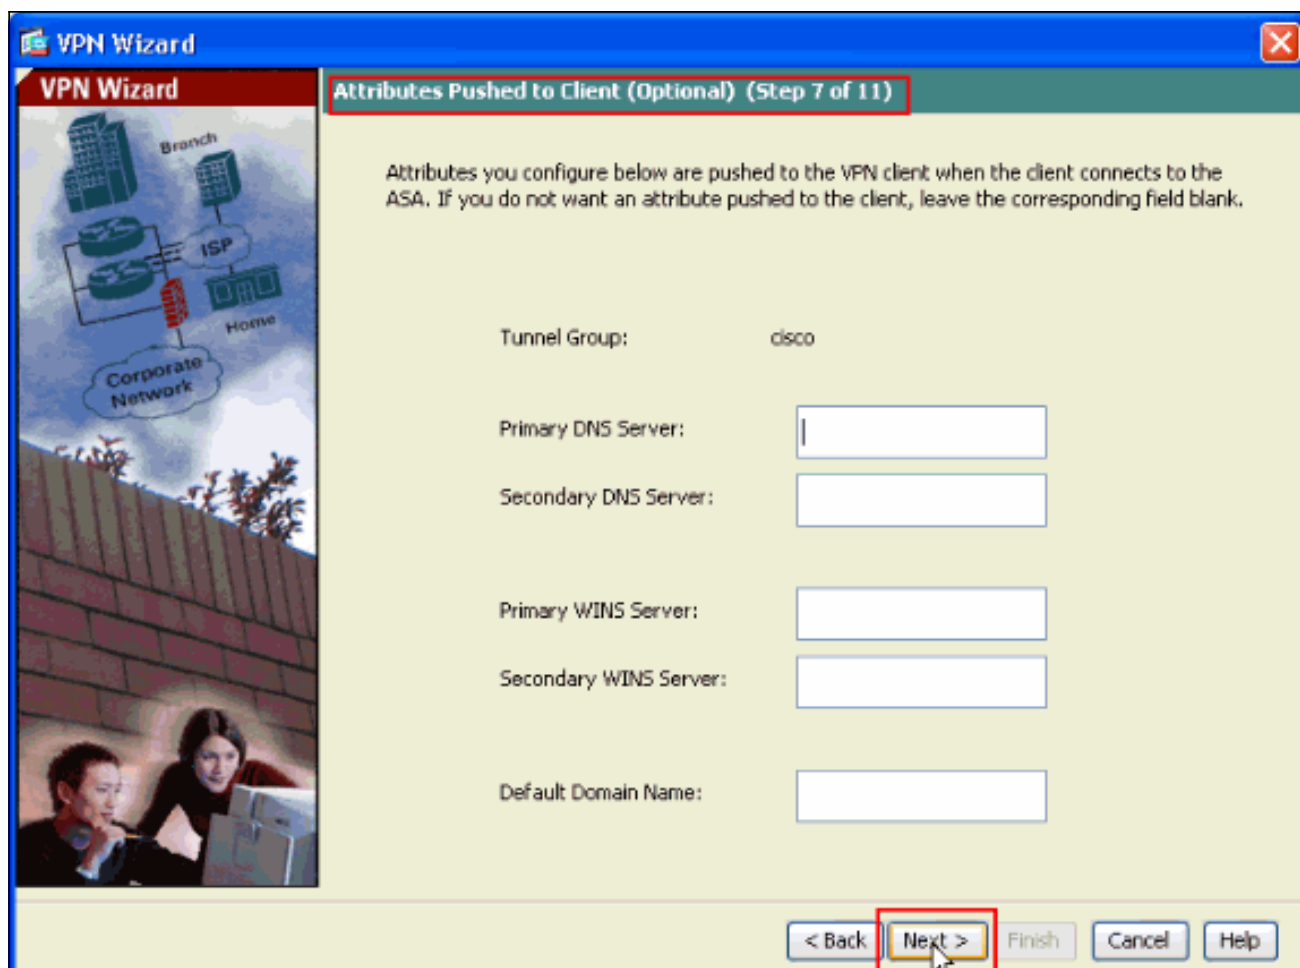 VPN Wizard
VPN Wizard
Attributes Pushed to Client (Optional) (Step 7 of 11)
Branch
ISP
Home
Corporate
Network
Attributes you configure below are pushed to the VPN client when the client connects to the
ASA. If you do not want an attribute pushed to the client, leave the corresponding field blank.
Tunnel Group: cisco
Primary DNS Server:
Secondary DNS Server:
Primary WINS Server:
Secondary WINS Server:
Default Domain Name:
< Back Next > Finish Cancel Help